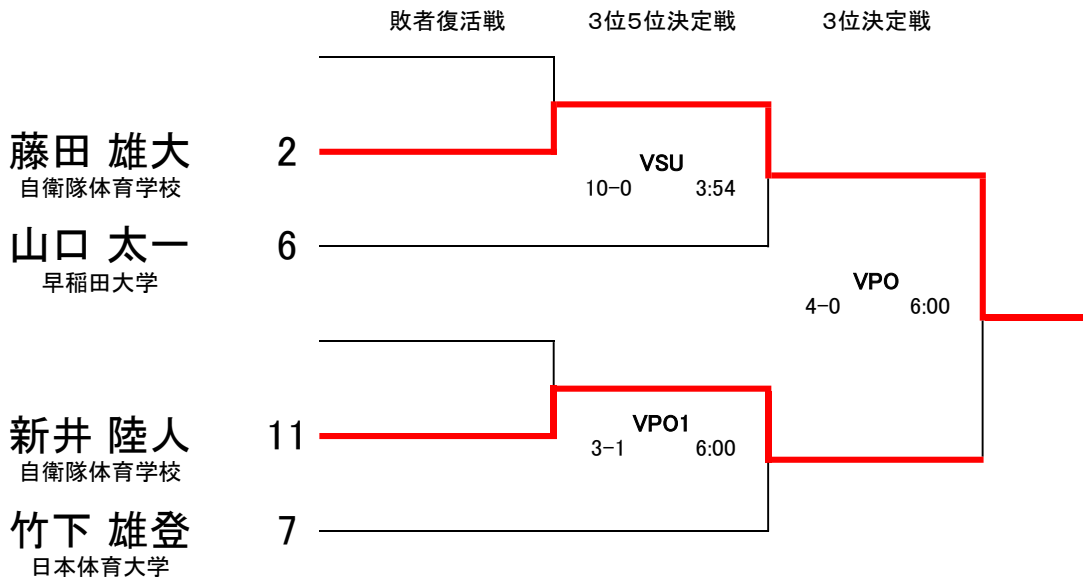 敗者復活戦 3位5位決定戦 3位決定戦
藤田 雄大 2
自衛隊体育学校
VSU
10-0 3:54
山口 太一 6
早稲田大学
VPO
4-0 6:00
新井 陸人 11
自衛隊体育学校
VPO1
3-1 6:00
竹下 雄登 7
日本体育大学